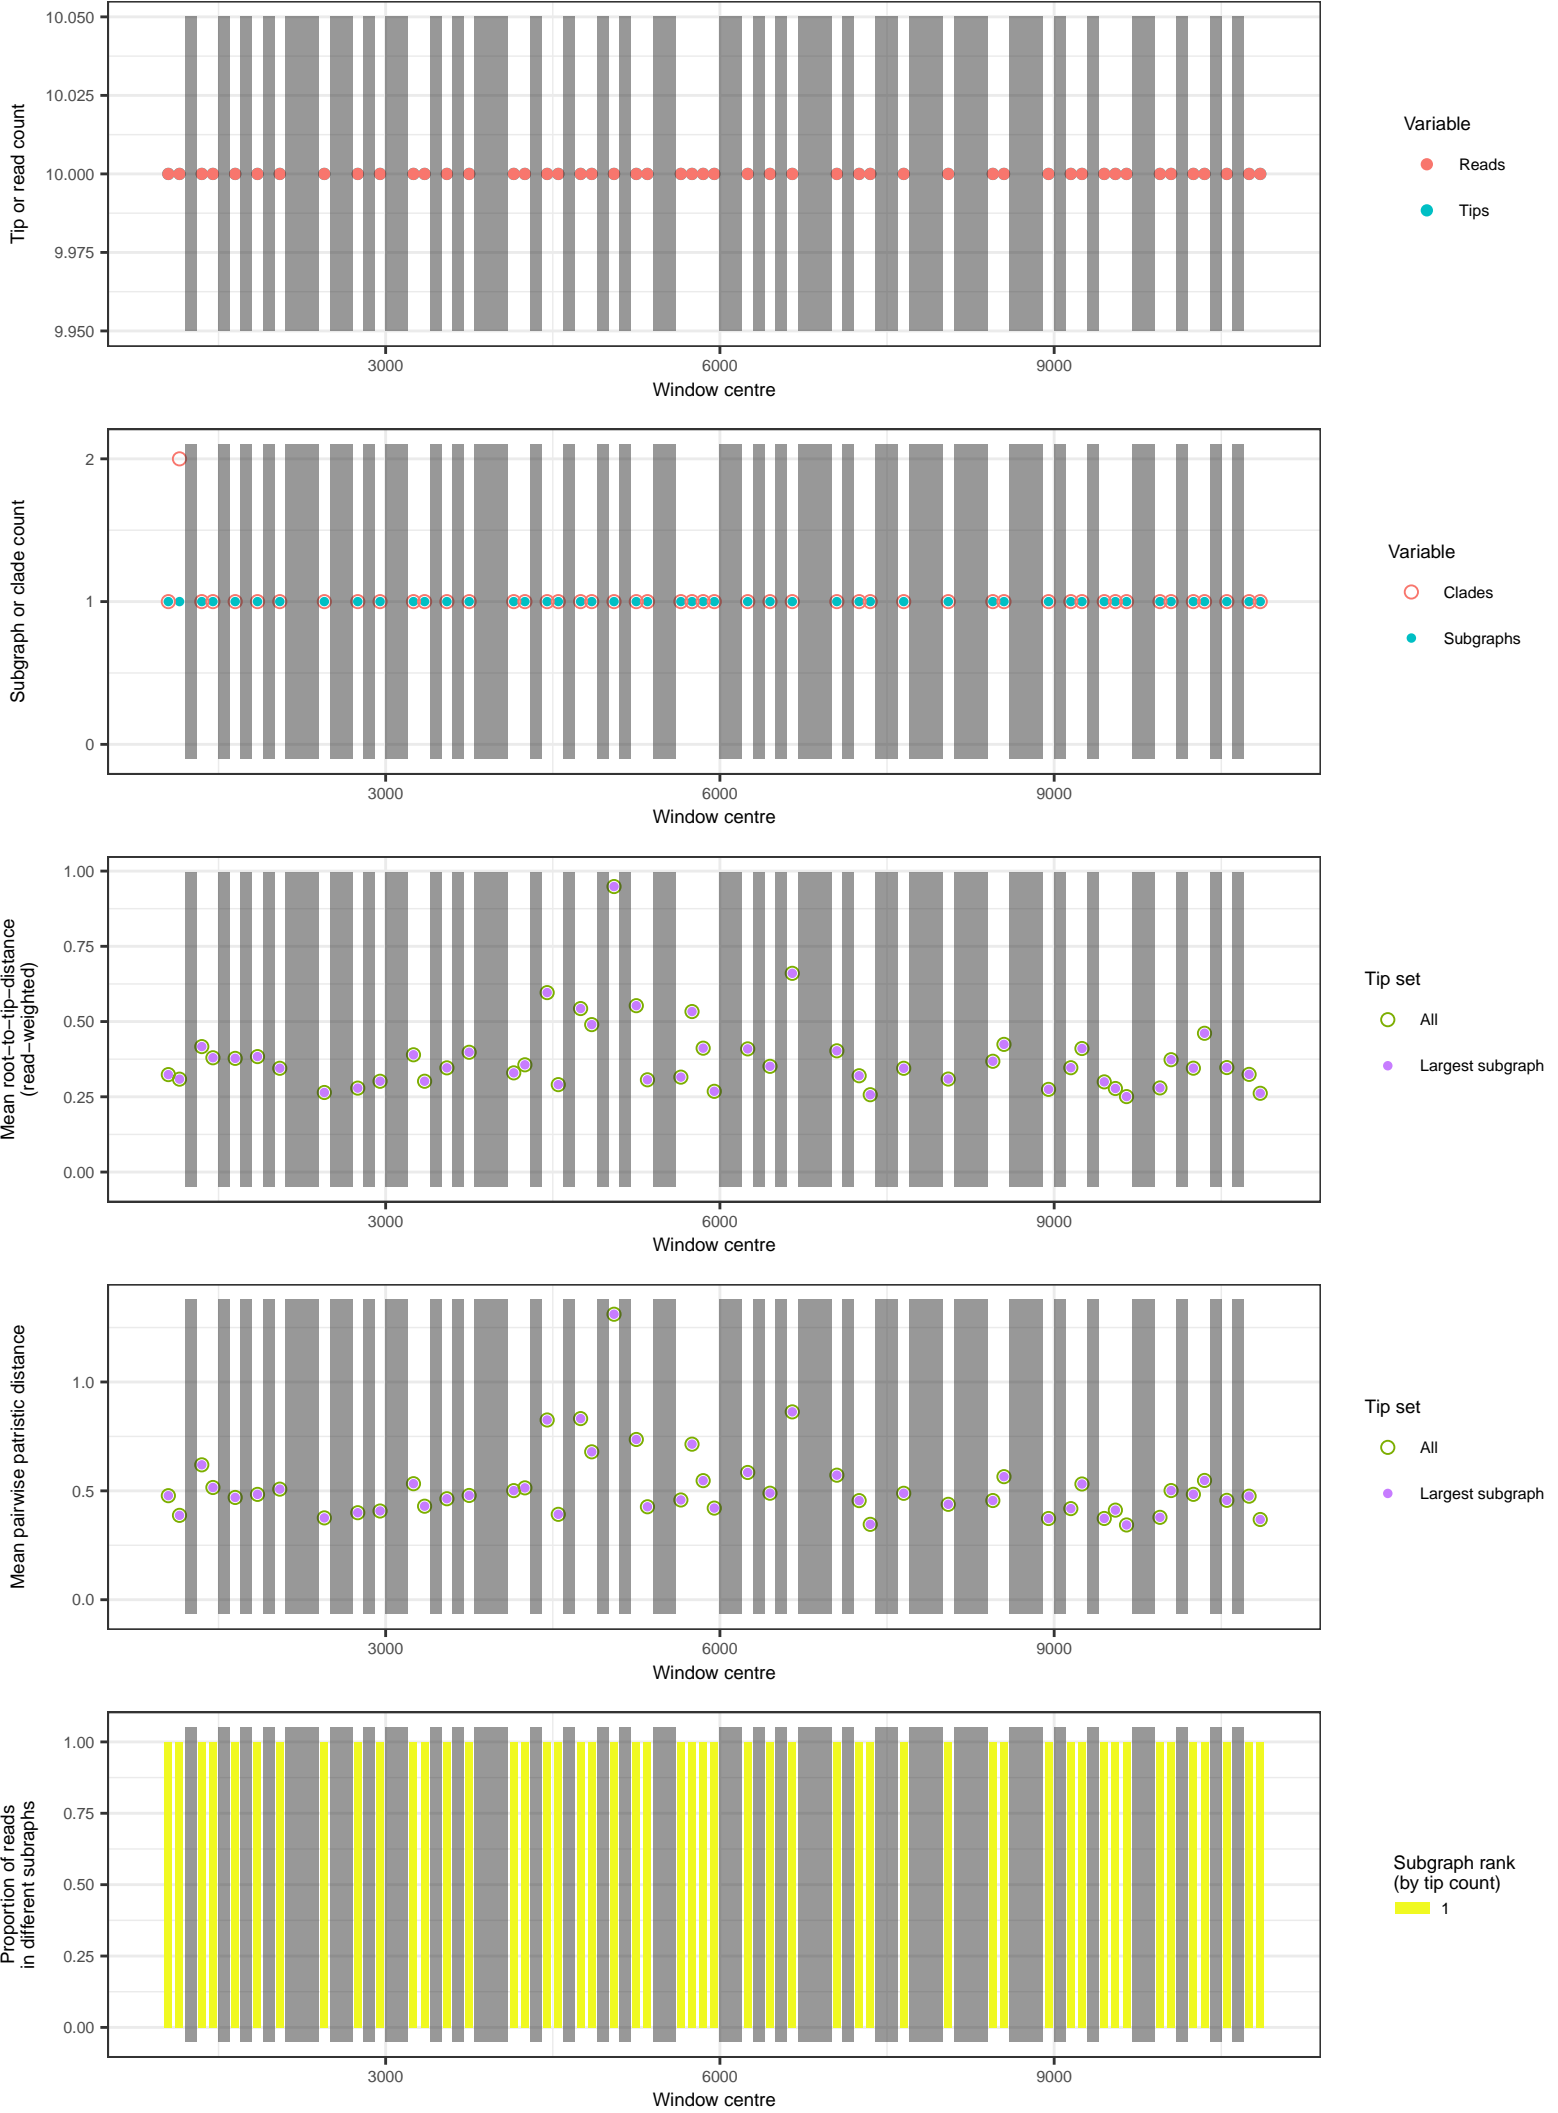 10.050
10.025
10.000
9.975
9.950
Tip or read count
3000
6000
9000
Window centre
Variable
Reads
Tips
2
1
0
Subgraph or clade count
3000
6000
9000
Window centre
Variable
Clades
Subgraphs
1.00
0.75
0.50
0.25
0.00
Mean root−to−tip−distance
(read−weighted)
3000
6000
9000
Window centre
Tip set
All
Largest subgraph
1.0
0.5
0.0
Mean pairwise patristic distance
3000
6000
9000
Window centre
Tip set
All
Largest subgraph
1.00
0.75
0.50
0.25
0.00
Proportion of reads
in different subraphs
3000
6000
9000
Window centre
Subgraph rank
(by tip count)
1